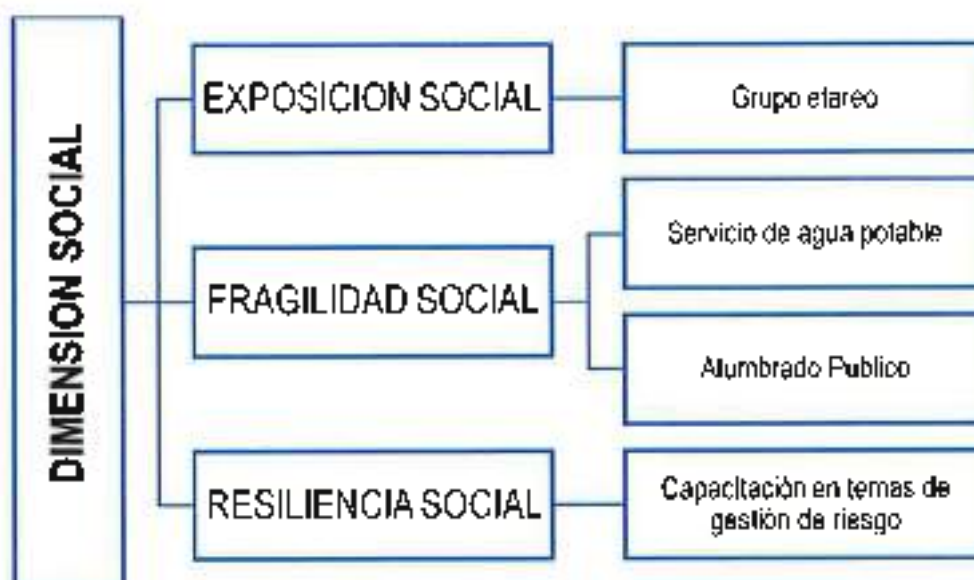 DIMENSION SOCIAL
EXPOSICION SOCIAL
Grupo etareo
FRAGILIDAD SOCIAL
Servicio de agua potable
Alumbrado Publico
RESILIENCIA SOCIAL
Capacitación en temas de
gestión de riesgo